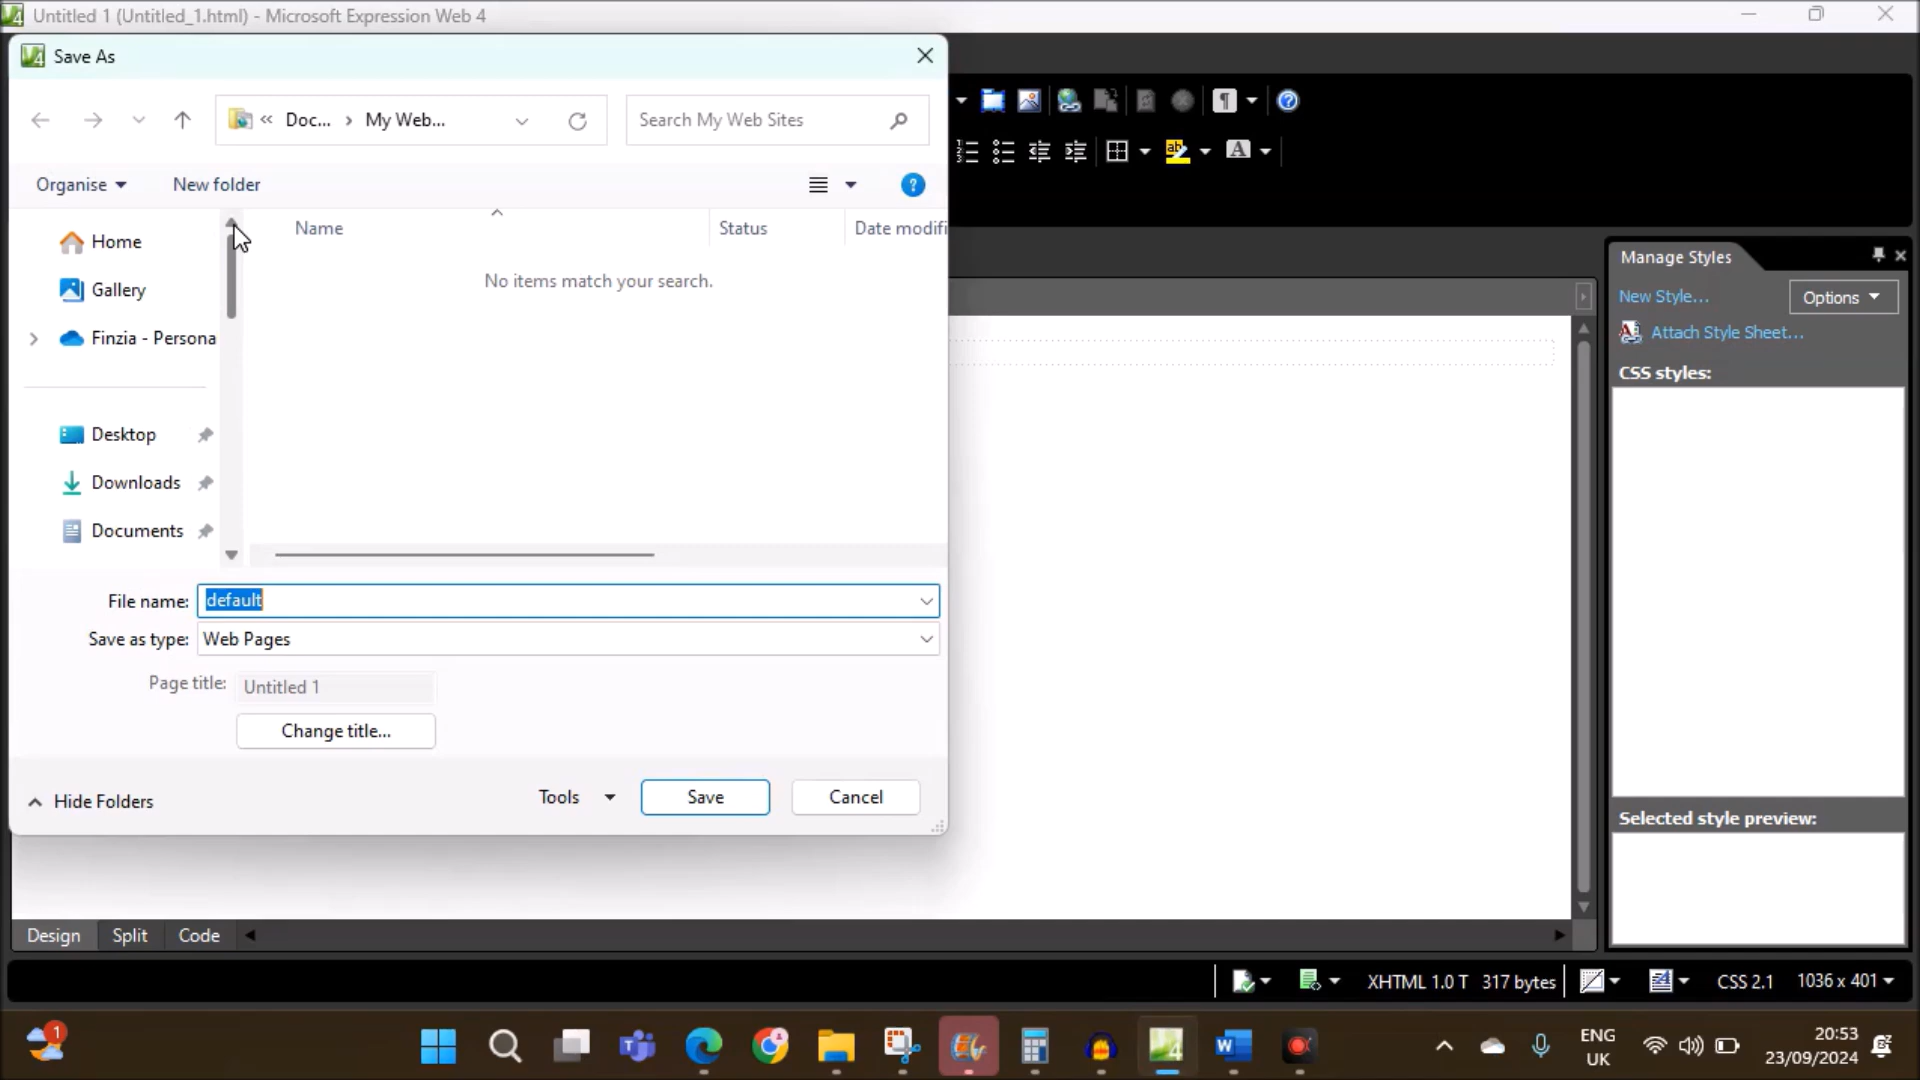 Untitled 1 (Untitled_1.html) - Microsoft Expression Web 4
Save As
« Doc... › My Web...
Search My Web Sites
Organise
New folder
Name
Status
Date modifi
No items match your search.
Home
Gallery
Finzia - Persona
Desktop
Downloads
Documents
File name: default
Save as type: Web Pages
Page title: Untitled 1
Change title...
Hide Folders
Tools
Save
Cancel
Manage Styles
New Style...
Options
Attach Style Sheet...
CSS styles:
Selected style preview:
Design
Split
Code
XHTML 1.0 T
317 bytes
CSS 2.1
1036 x 401
1
ENG
UK
20:53
23/09/2024